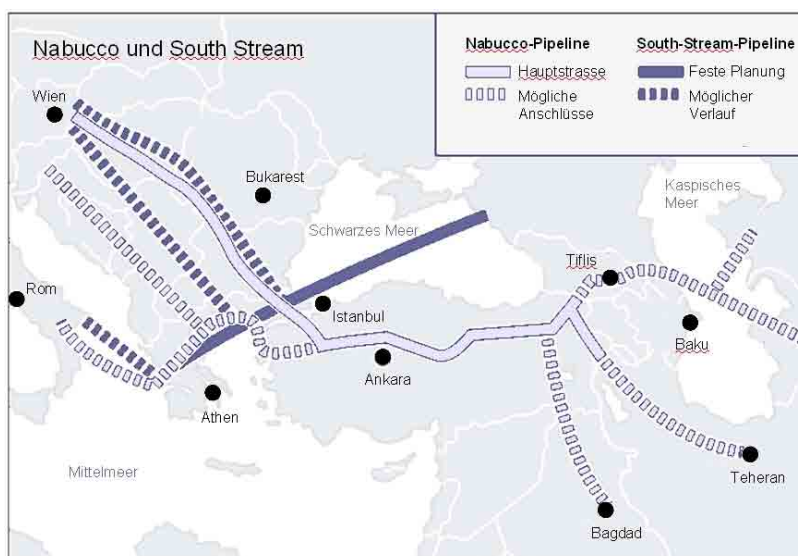 Nabucco und South Stream
Nabucco-Pipeline
Hauptstrasse
Mögliche
Anschlüsse
South-Stream-Pipeline
Feste Planung
Möglicher
Verlauf
Wien
Bukarest
Kaspisches
Meer
Schwarzes Meer
Tiflis
Rom
Istanbul
Baku
Ankara
Athen
Mittelmeer
Teheran
Bagdad